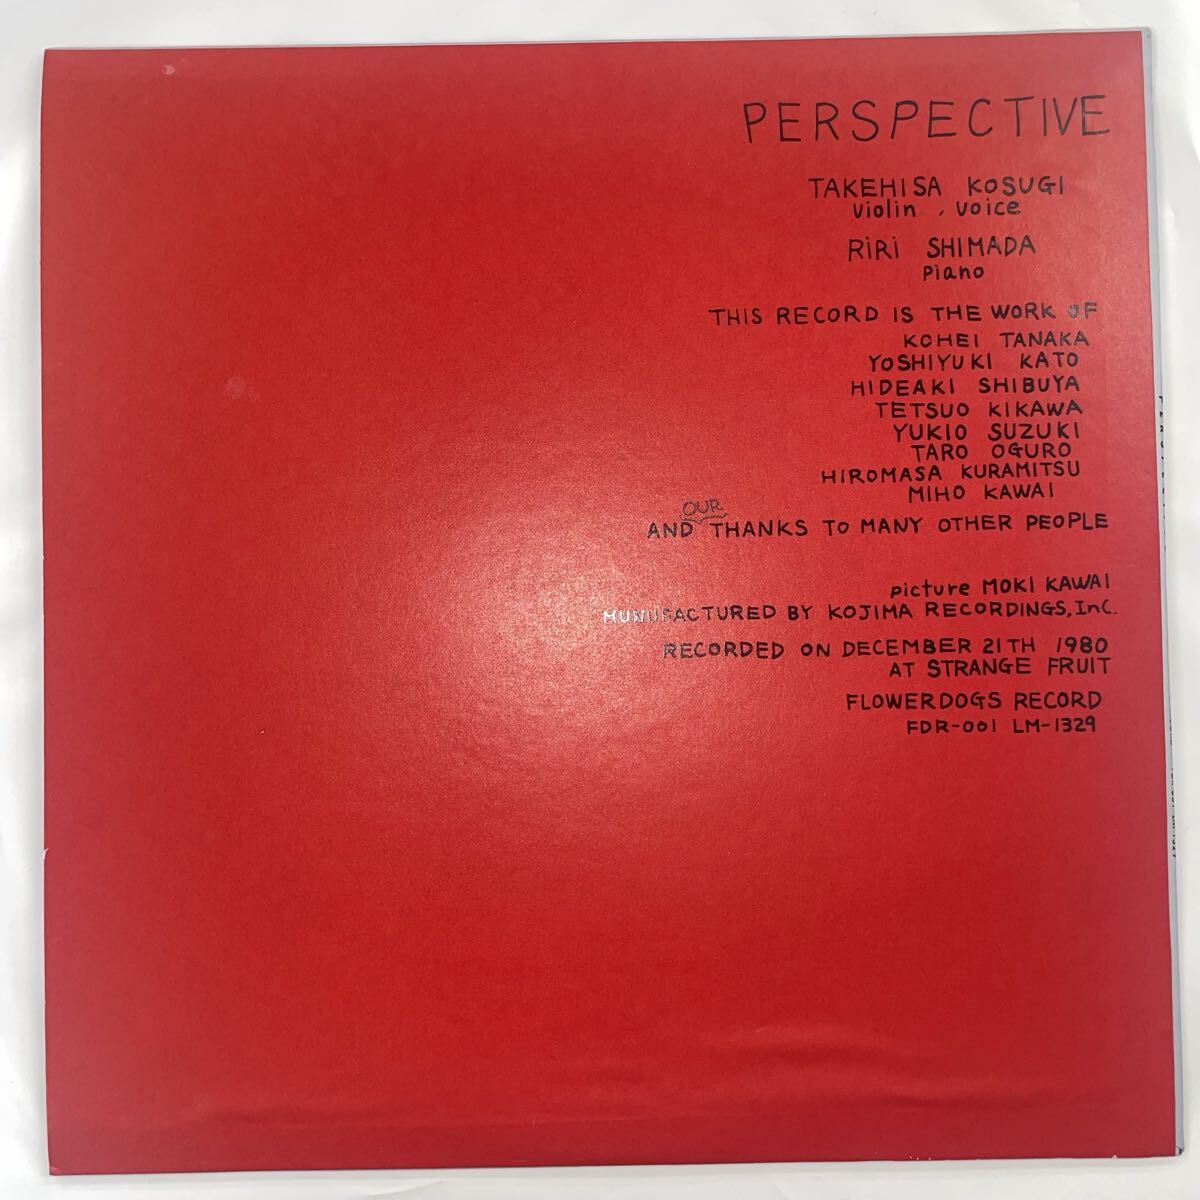 PERSPECTIVE
TAKEHISA KOSUGI
violin , voice
RiRi SHIMADA
piano
THIS RECORD IS THE WORK OF
KOHEI TANAKA
YOSHIYUKI KATO
HIDEAKI SHIBUYA
TETSUO KIKAWA
YUKIO SUZUKI
TARO OGURO
HIROMASA KURAMITSU
MIHO KAWAI
OUR
AND THANKS TO MANY OTHER PEOPLE
picture MOKI KAWAI
MUNUFACTURED BY KOJIMA RECORDINGS, InC.
RECORDED ON DECEMBER 21TH 1980
AT STRANGE FRUIT
FLOWERDOGS RECORD
FDR-001 LM-1329